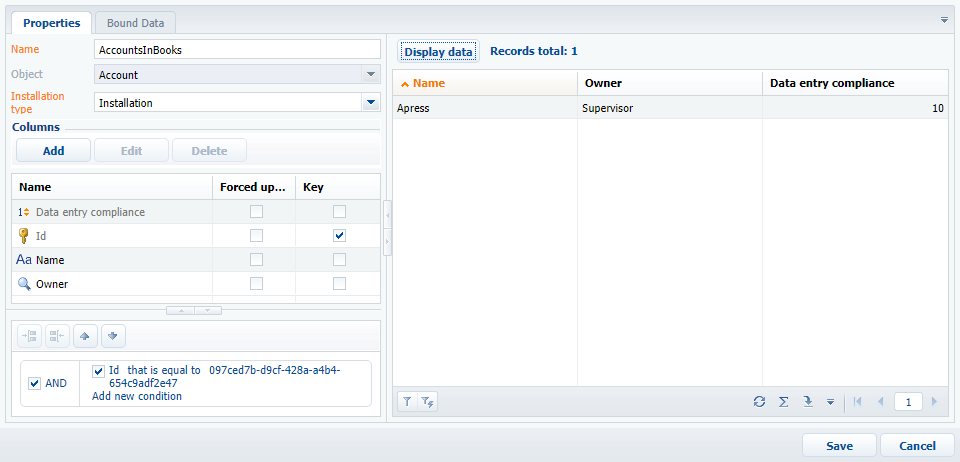 Properties
Bound Data
Name
AccountsInBooks
Object
Account
Installation
type
Installation
Columns
Add
Edit
Delete
Name
Forced up...
Key
Data entry compliance
Id
Aa Name
Owner
AND
Id that is equal to 097ced7b-d9cf-428a-a4b4-
654c9adf2e47
Add new condition
Display data
Records total: 1
Name
Owner
Data entry compliance
Apress
Supervisor
10
1
Save
Cancel